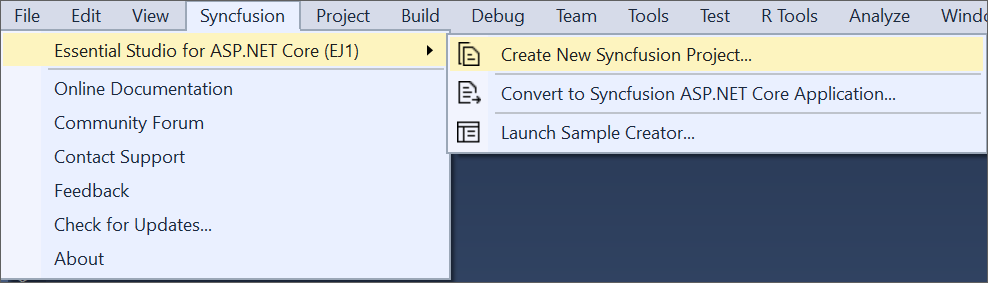 File Edit View Syncfusion Project Build Debug Team Tools Test R Tools Analyze
Essential Studio for ASP.NET Core (EJ1)
Create New Syncfusion Project...
Online Documentation
Convert to Syncfusion ASP.NET Core Application...
Community Forum
Launch Sample Creator...
Contact Support
Feedback
Check for Updates...
About